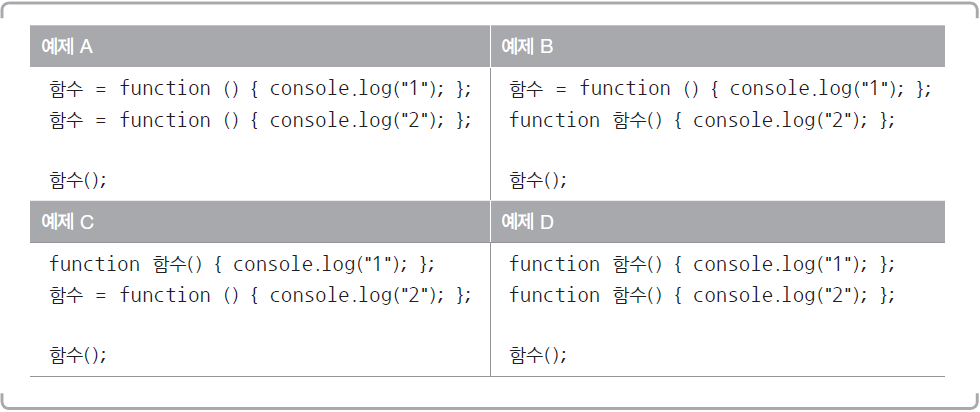 예제 A
함수 = function () { console.log("1"); };
함수 = function () { console.log("2"); };
함수();
예제 B
함수 = function () { console.log("1"); };
function 함수() { console.log("2"); };
함수();
예제 C
function 함수() { console.log("1"); };
함수 = function () { console.log("2"); };
함수();
예제 D
function 함수() { console.log("1"); };
function 함수() { console.log("2"); };
함수();